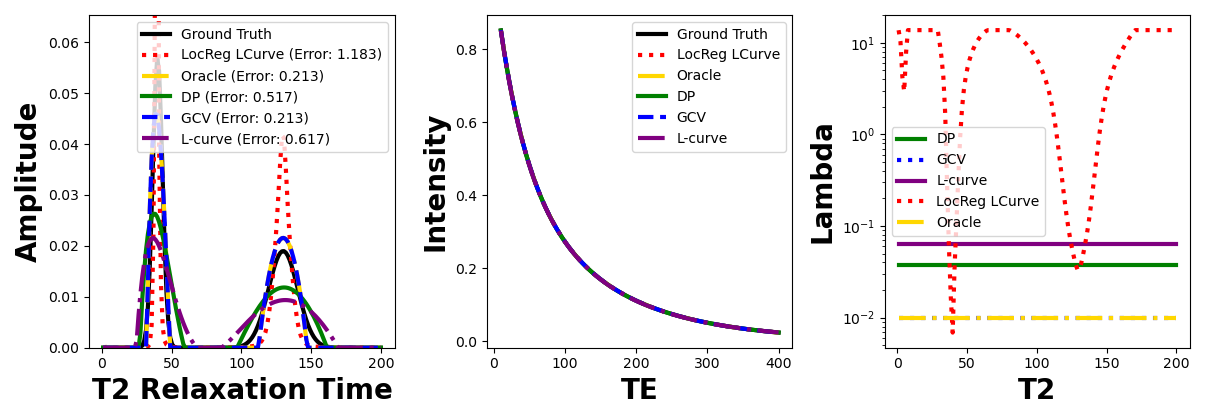 Amplitude
0.06
0.05
0.04
0.03
0.02
0.01
0.00
0
50
100
150
200
T2 Relaxation Time
Ground Truth
LocReg LCurve (Error: 1.183)
Oracle (Error: 0.213)
DP (Error: 0.517)
GCV (Error: 0.213)
L-curve (Error: 0.617)
Intensity
0.8
0.6
0.4
0.2
0.0
0
100
200
300
400
TE
Ground Truth
LocReg LCurve
Oracle
DP
GCV
L-curve
Lambda
10¹
10⁰
10⁻¹
10⁻²
0
50
100
150
200
T2
DP
GCV
L-curve
LocReg LCurve
Oracle